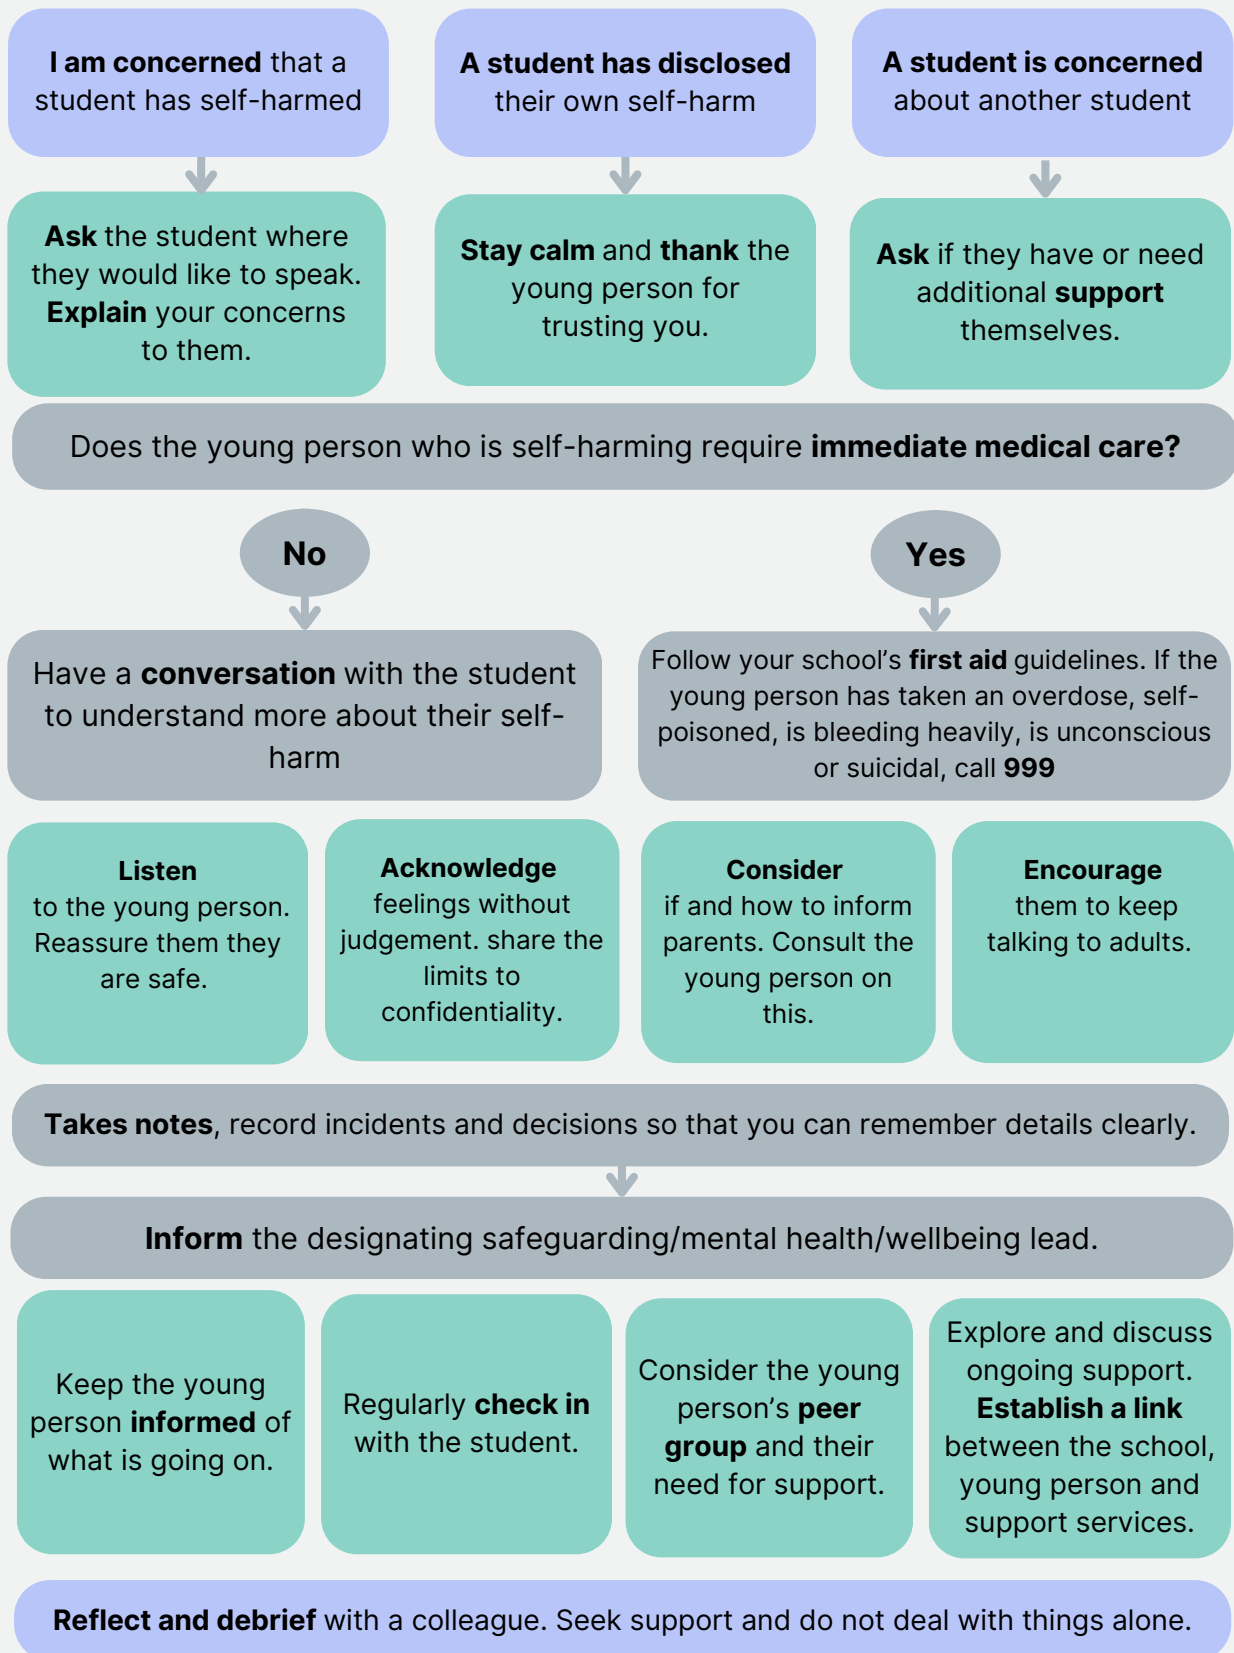 I am concerned that a
student has self-harmed
A student has disclosed
their own self-harm
A student is concerned
about another student
Ask the student where
they would like to speak.
Explain your concerns
to them.
Stay calm and thank the
young person for
trusting you.
Ask if they have or need
additional support
themselves.
Does the young person who is self-harming require immediate medical care?
No
Yes
Have a conversation with the student
to understand more about their self-
harm
Follow your school's first aid guidelines. If the
young person has taken an overdose, self-
poisoned, is bleeding heavily, is unconscious
or suicidal, call 999
Listen
to the young person.
Reassure them they
are safe.
Acknowledge
feelings without
judgement. share the
limits to
confidentiality.
Consider
if and how to inform
parents. Consult the
young person on
this.
Encourage
them to keep
talking to adults.
Takes notes, record incidents and decisions so that you can remember details clearly.
Inform the designating safeguarding/mental health/wellbeing lead.
Keep the young
person informed of
what is going on.
Regularly check in
with the student.
Consider the young
person's peer
group and their
need for support.
Explore and discuss
ongoing support.
Establish a link
between the school,
young person and
support services.
Reflect and debrief with a colleague. Seek support and do not deal with things alone.